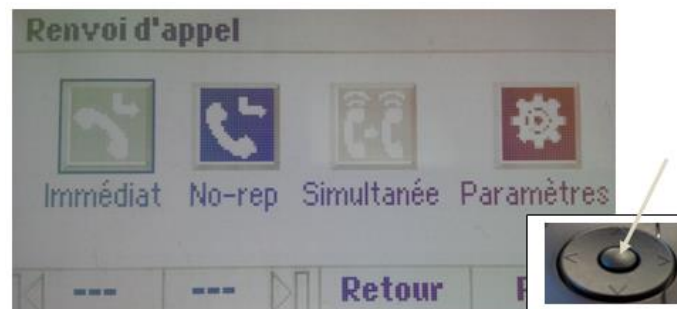 Renvoi d'appel
Immédiat No-rep Simultanée Paramètres
--- --- Retour